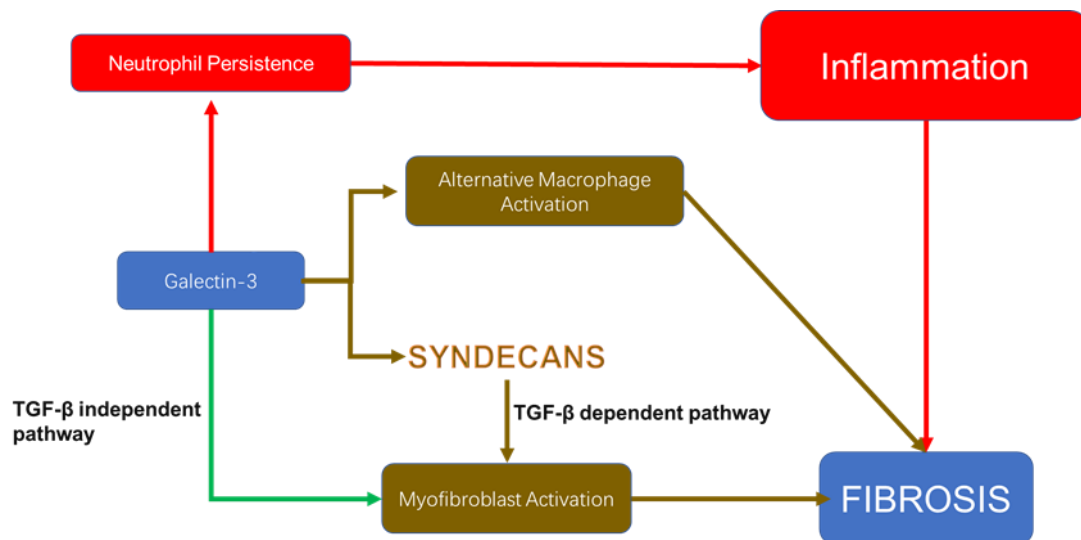 Neutrophil Persistence
Inflammation
Alternative Macrophage
Activation
Galectin-3
SYNDECANS
TGF-β independent
pathway
TGF-β dependent pathway
Myofibroblast Activation
FIBROSIS